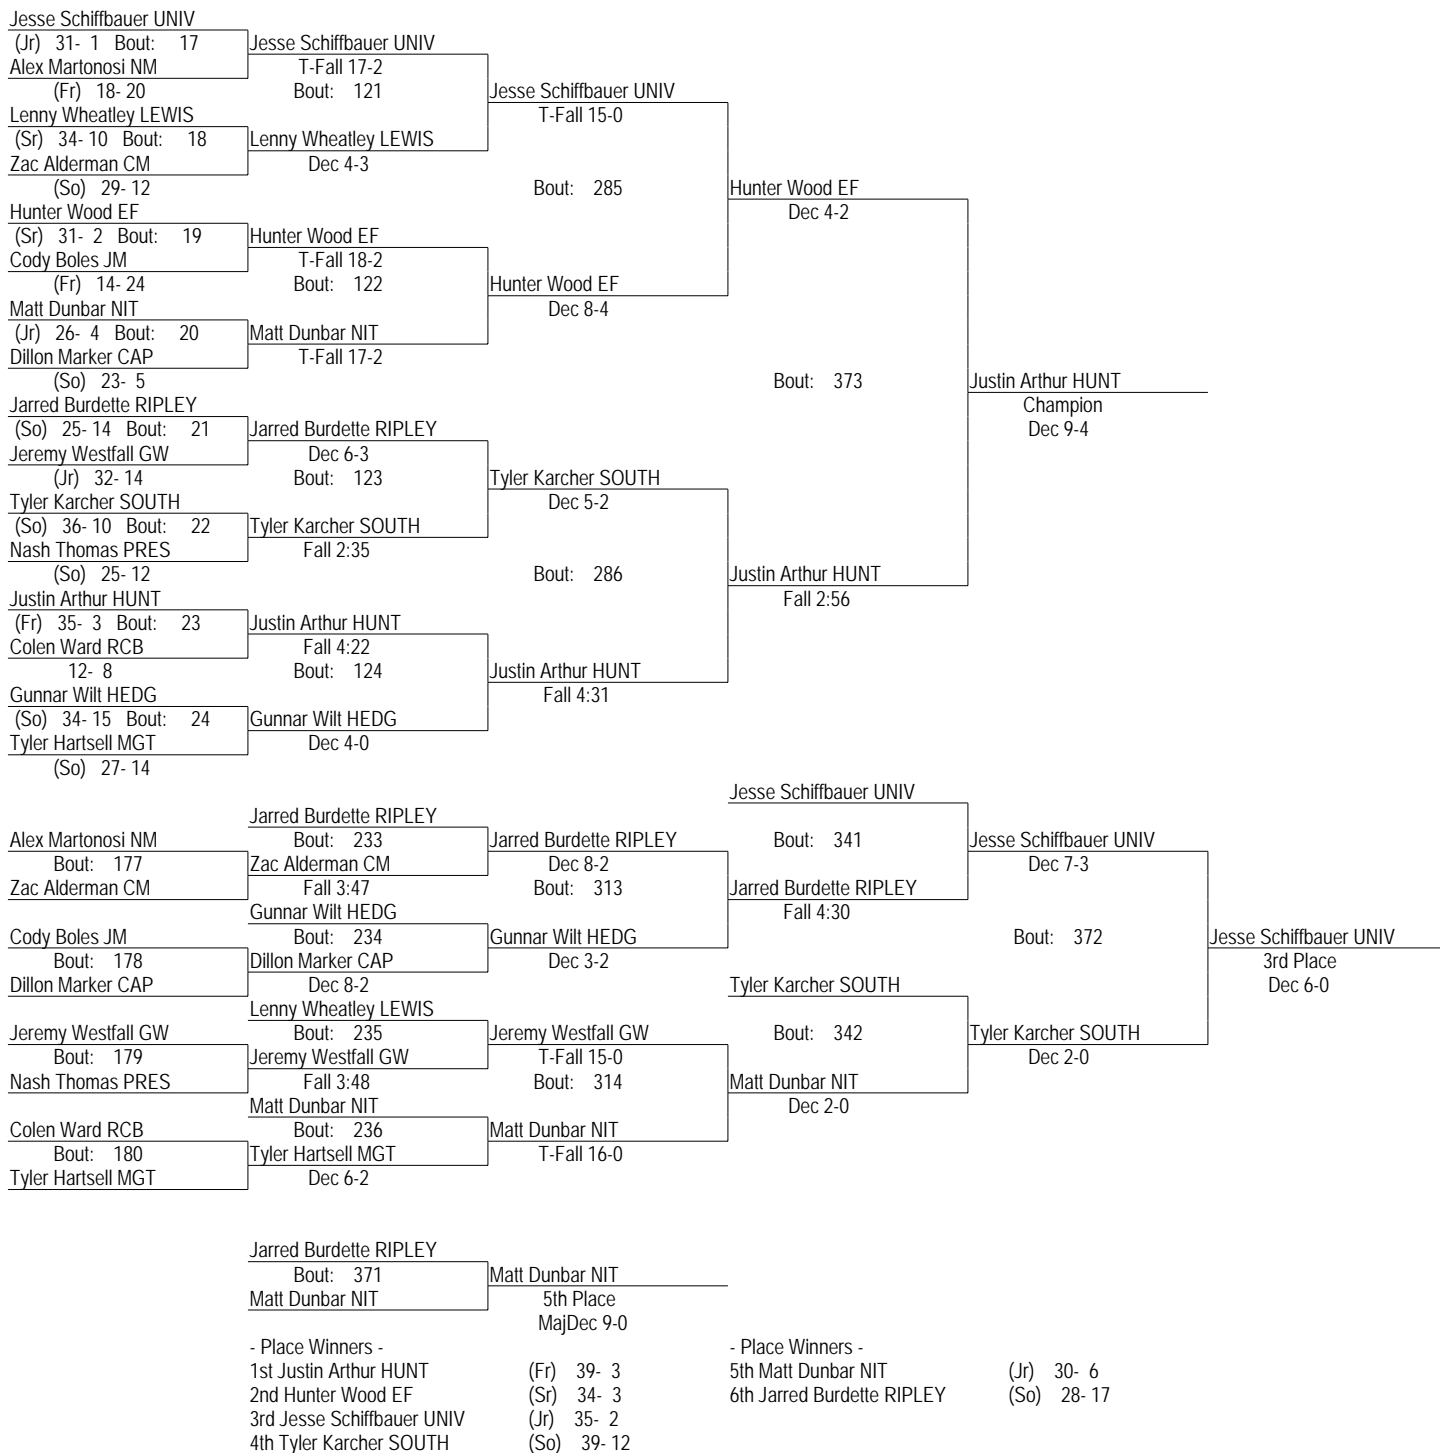 Jesse Schiffbauer UNIV
(Jr) 31- 1 Bout: 17 Jesse Schiffbauer UNIV
Alex Martonosi NM T-Fall 17-2
(Fr) 18- 20 Bout: 121 Jesse Schiffbauer UNIV
Lenny Wheatley LEWIS T-Fall 15-0
(Sr) 34- 10 Bout: 18 Lenny Wheatley LEWIS
Zac Alderman CM Dec 4-3
(So) 29- 12 Bout: 285 Hunter Wood EF
Hunter Wood EF Dec 4-2
(Sr) 31- 2 Bout: 19 Hunter Wood EF
Cody Boles JM T-Fall 18-2
(Fr) 14- 24 Bout: 122 Hunter Wood EF
Matt Dunbar NIT Dec 8-4
(Jr) 26- 4 Bout: 20 Matt Dunbar NIT
Dillon Marker CAP T-Fall 17-2
(So) 23- 5 Bout: 373 Justin Arthur HUNT
Jarred Burdette RIPLEY Champion
(So) 25- 14 Bout: 21 Jarred Burdette RIPLEY Dec 9-4
Jeremy Westfall GW Dec 6-3
(Jr) 32- 14 Bout: 123 Tyler Karcher SOUTH
Tyler Karcher SOUTH Dec 5-2
(So) 36- 10 Bout: 22 Tyler Karcher SOUTH
Nash Thomas PRES Fall 2:35
(So) 25- 12 Bout: 286 Justin Arthur HUNT
Justin Arthur HUNT Fall 2:56
(Fr) 35- 3 Bout: 23 Justin Arthur HUNT
Colen Ward RCB Fall 4:22
12- 8 Bout: 124 Justin Arthur HUNT
Gunnar Wilt HEDG Fall 4:31
(So) 34- 15 Bout: 24 Gunnar Wilt HEDG
Tyler Hartsell MGT Dec 4-0
(So) 27- 14
Jesse Schiffbauer UNIV
Jarred Burdette RIPLEY
Alex Martonosi NM Bout: 233 Jarred Burdette RIPLEY Bout: 341 Jesse Schiffbauer UNIV
Bout: 177 Zac Alderman CM Dec 8-2 Dec 7-3
Zac Alderman CM Fall 3:47 Bout: 313 Jarred Burdette RIPLEY
Gunnar Wilt HEDG Fall 4:30
Cody Boles JM Bout: 234 Gunnar Wilt HEDG Bout: 372 Jesse Schiffbauer UNIV
Bout: 178 Dillon Marker CAP Dec 3-2 3rd Place
Dillon Marker CAP Dec 8-2 Tyler Karcher SOUTH Dec 6-0
Lenny Wheatley LEWIS
Jeremy Westfall GW Bout: 235 Jeremy Westfall GW Bout: 342 Tyler Karcher SOUTH
Bout: 179 Jeremy Westfall GW T-Fall 15-0 Dec 2-0
Nash Thomas PRES Fall 3:48 Bout: 314 Matt Dunbar NIT
Matt Dunbar NIT Dec 2-0
Colen Ward RCB Bout: 236 Matt Dunbar NIT
Bout: 180 Tyler Hartsell MGT T-Fall 16-0
Tyler Hartsell MGT Dec 6-2
Jarred Burdette RIPLEY
Bout: 371 Matt Dunbar NIT
Matt Dunbar NIT 5th Place
MajDec 9-0
- Place Winners - - Place Winners -
1st Justin Arthur HUNT (Fr) 39- 3 5th Matt Dunbar NIT (Jr) 30- 6
2nd Hunter Wood EF (Sr) 34- 3 6th Jarred Burdette RIPLEY (So) 28- 17
3rd Jesse Schiffbauer UNIV (Jr) 35- 2
4th Tyler Karcher SOUTH (So) 39- 12